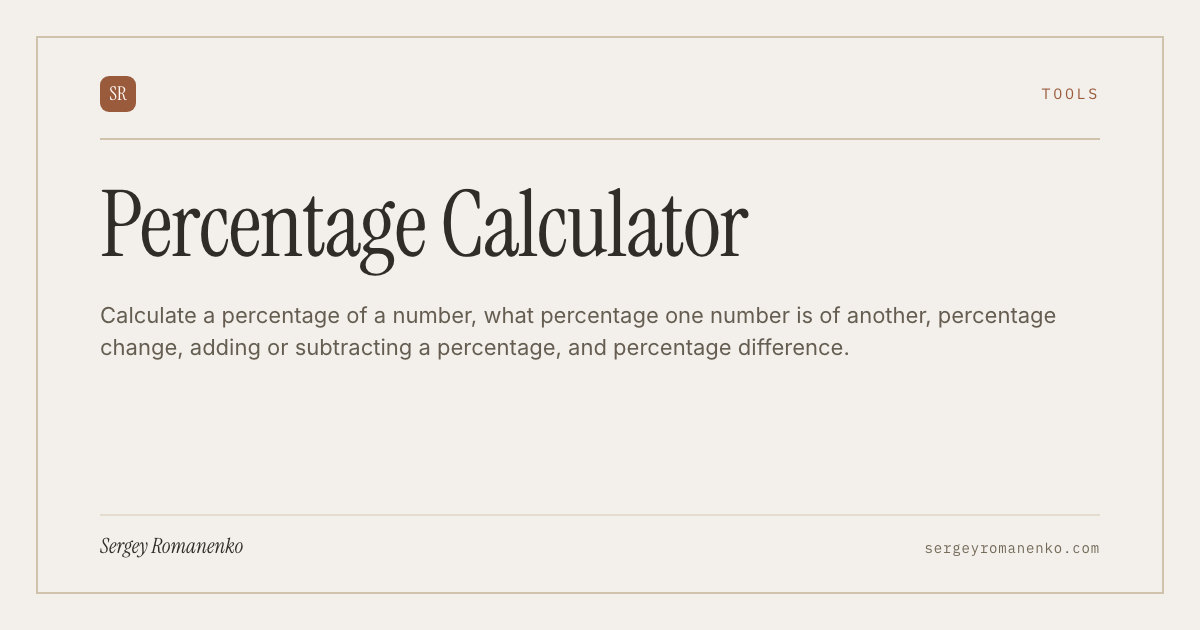 SR
TOOLS
Percentage Calculator
Calculate a percentage of a number, what percentage one number is of another, percentage
change, adding or subtracting a percentage, and percentage difference.
Sergey Romanenko
sergeyromanenko.com